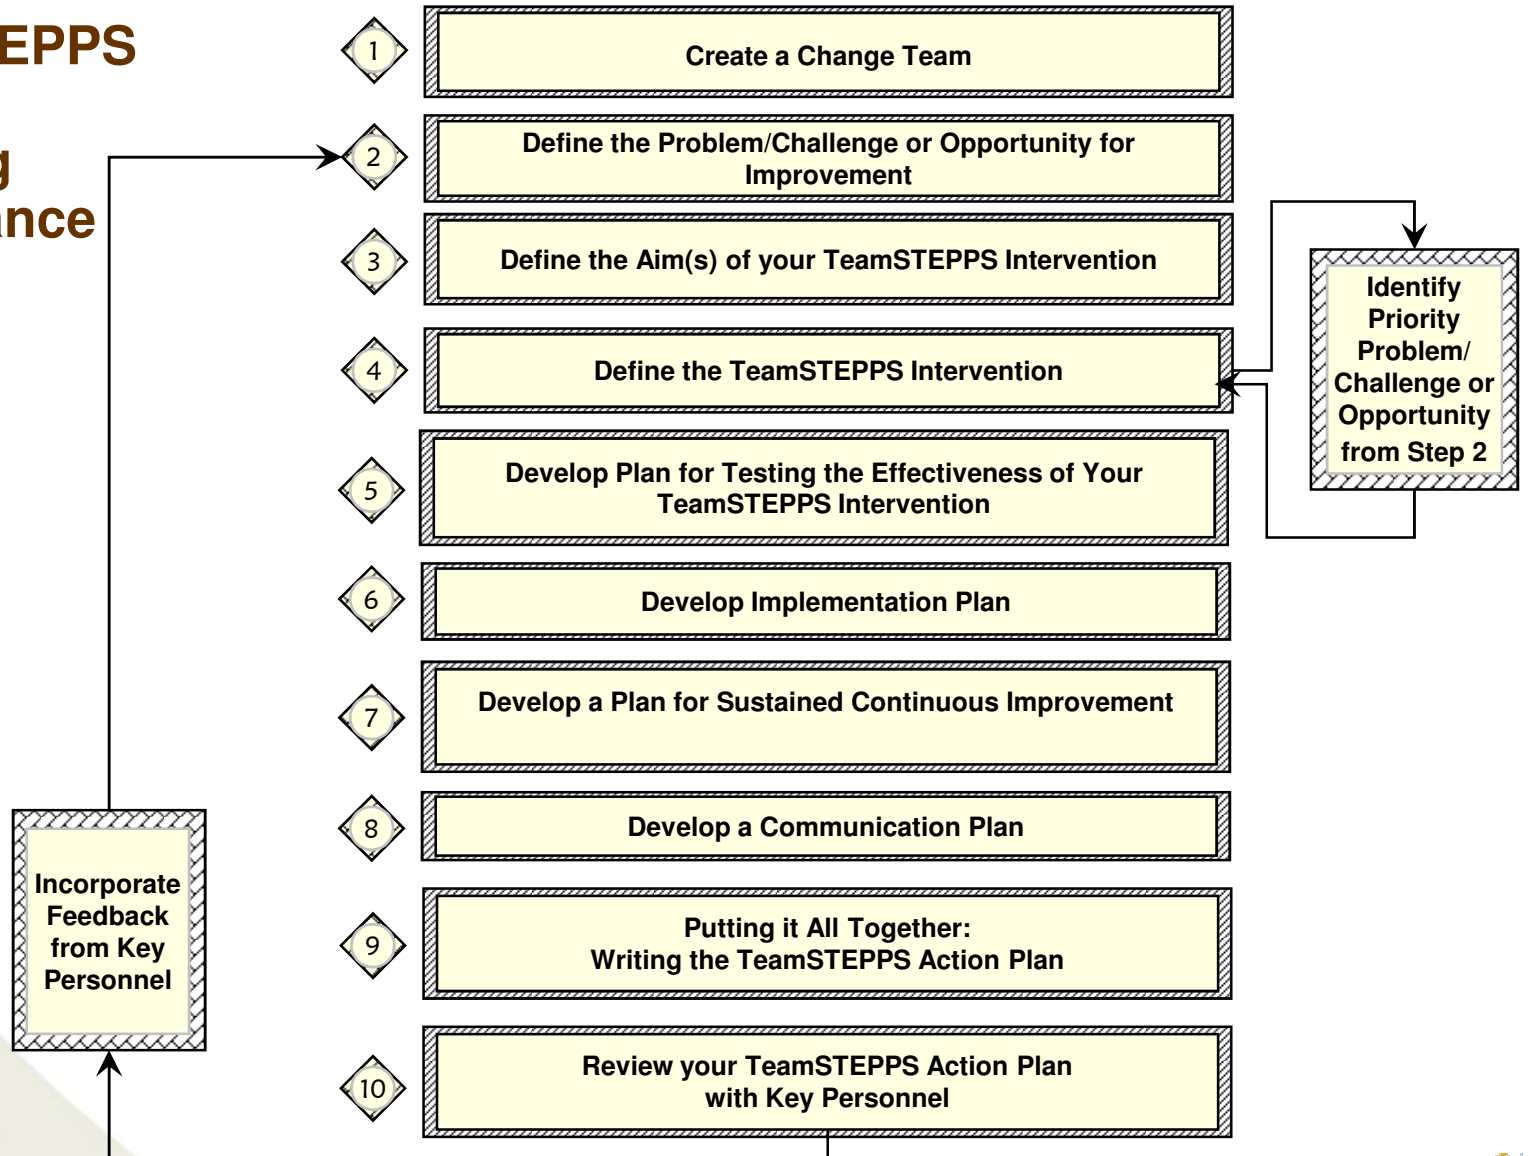 EPPS
g
ance
1
Create a Change Team
2
Define the Problem/Challenge or Opportunity for
Improvement
3
Define the Aim(s) of your TeamSTEPPS Intervention
4
Define the TeamSTEPPS Intervention
Identify
Priority
Problem/
Challenge or
Opportunity
from Step 2
5
Develop Plan for Testing the Effectiveness of Your
TeamSTEPPS Intervention
6
Develop Implementation Plan
7
Develop a Plan for Sustained Continuous Improvement
8
Develop a Communication Plan
Incorporate
Feedback
from Key
Personnel
9
Putting it All Together:
Writing the TeamSTEPPS Action Plan
10
Review your TeamSTEPPS Action Plan
with Key Personnel